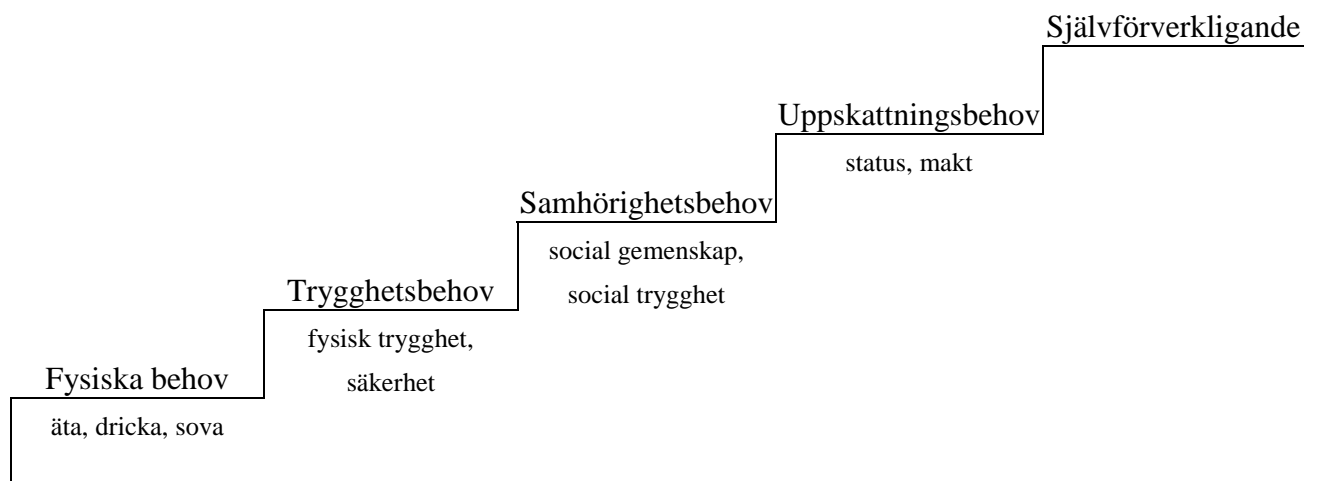 Självförverkligande
Uppskattningsbehov
status, makt
Samhörighetsbehov
social gemenskap,
social trygghet
Trygghetsbehov
fysisk trygghet,
säkerhet
Fysiska behov
äta, dricka, sova